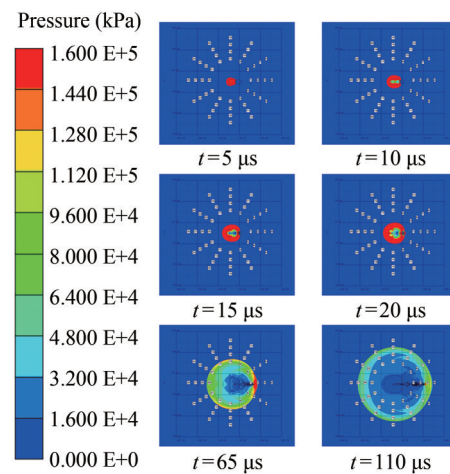 Pressure (kPa)
1.600 E+5
1.440 E+5
1.280 E+5
1.120 E+5
9.600 E+4
8.000 E+4
6.400 E+4
4.800 E+4
3.200 E+4
1.600 E+4
0.000 E+0
t=5 μs
t=10 μs
t=15 μs
t=20 μs
t=65 μs
t=110 μs